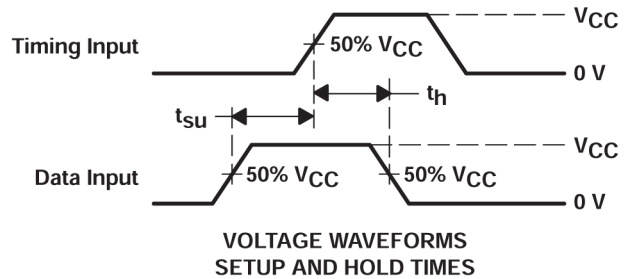 VCC
Timing Input
50% VCC
0 V
th
tsu
VCC
Data Input
50% VCC
50% VCC
0 V
VOLTAGE WAVEFORMS
SETUP AND HOLD TIMES